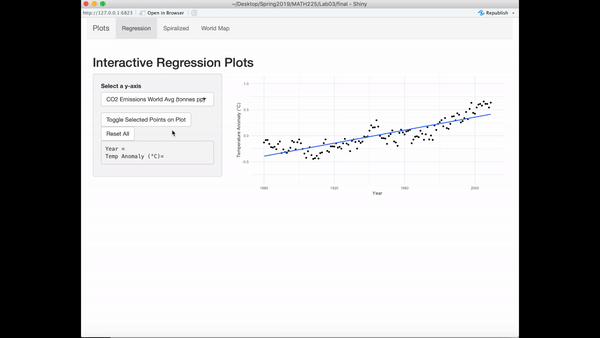 ~/Desktop/Spring2019/MATH225/Lab03/final - Shiny
http://127.0.0.1:6823 Open in Browser Republish
Plots Regression Spiralized World Map
Interactive Regression Plots
Select a y-axis
CO2 Emissions World Avg (tonnes pp
Toggle Selected Points on Plot
Reset All
Year =
Temp Anomaly (°C)=
Temperature Anomaly (°C)
1.0
0.5
0.0
-0.5
1880 1920 1960 2000
Year